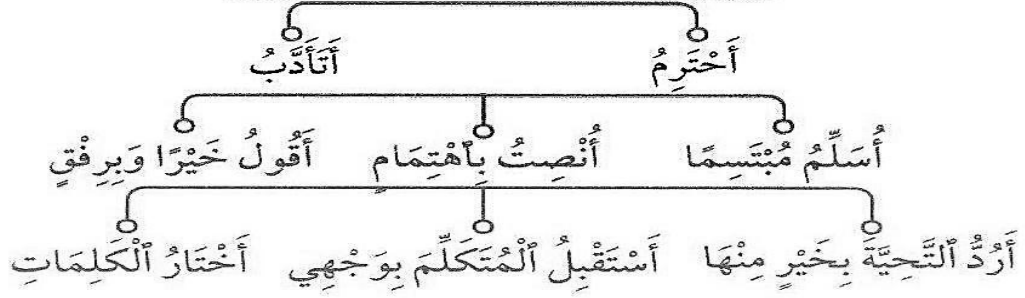 أَحْتَرِمُ أَتَأَدَّبُ
أُسَلِّمُ مُبْتَسِمًا أُنْصِتُ بِٱهْتِمَامٍ أَقُولُ خَيْرًا وَبِرِفْقٍ
أَرُدُّ ٱلتَّحِيَّةَ بِخَيْرٍ مِنْهَا أَسْتَقْبِلُ ٱلْمُتَكَلِّمَ بِوَجْهِي أَخْتَارُ ٱلْكَلِمَاتِ